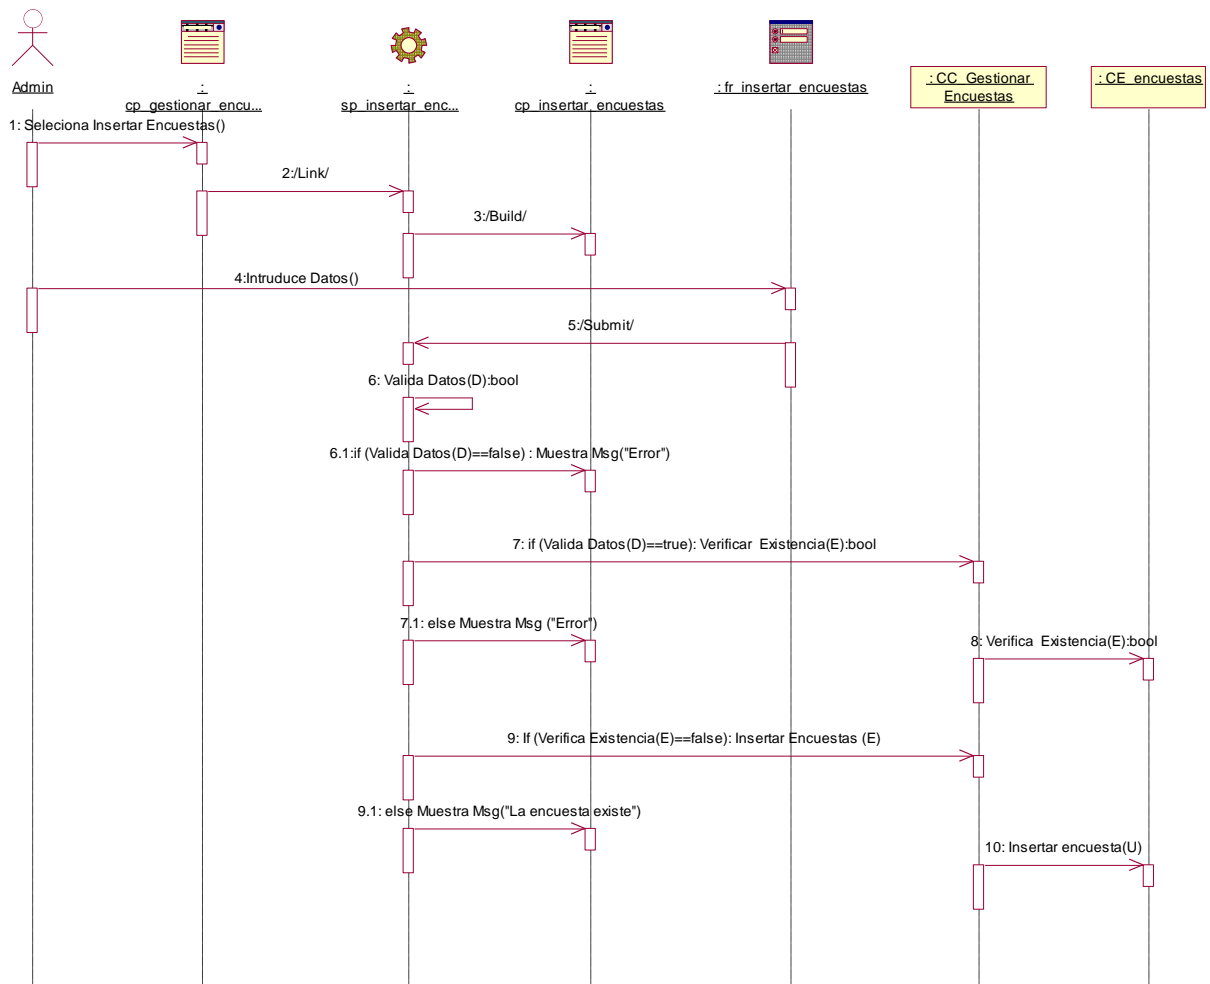 Admin
:
cp_gestionar_encu...
:
sp_insertar_enc...
:
cp_insertar_encuestas
: fr_insertar_encuestas
: CC_Gestionar
Encuestas
: CE_encuestas
1: Seleciona Insertar Encuestas()
2:/Link/
3:/Build/
4:Intruduce Datos()
5:/Submit/
6: Valida Datos(D):bool
6.1:if (Valida Datos(D)==false) : Muestra Msg("Error")
7: if (Valida Datos(D)==true): Verificar Existencia(E):bool
7.1: else Muestra Msg ("Error")
8: Verifica Existencia(E):bool
9: If (Verifica Existencia(E)==false): Insertar Encuestas (E)
9.1: else Muestra Msg("La encuesta existe")
10: Insertar encuesta(U)